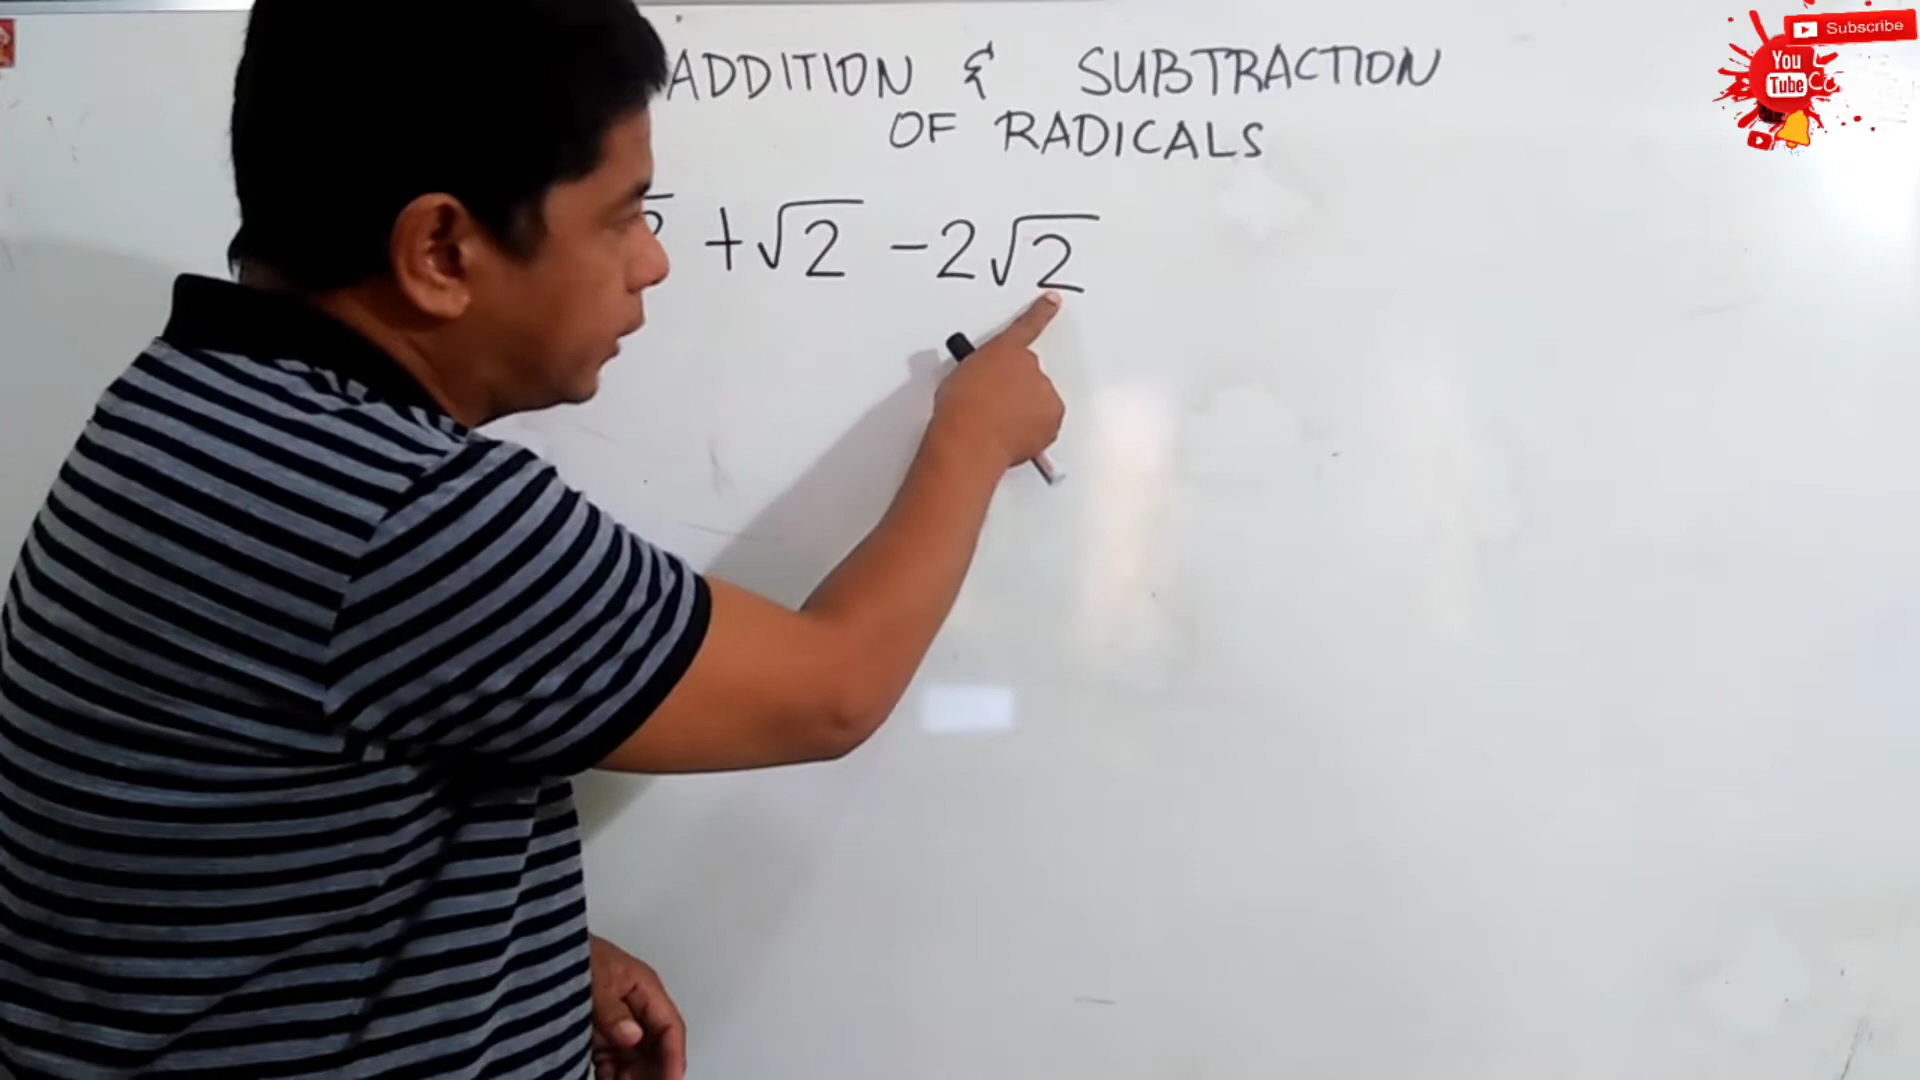 ADDITION & SUBTRACTION
OF RADICALS
+√2 -2√2
Subscribe
You
Tube